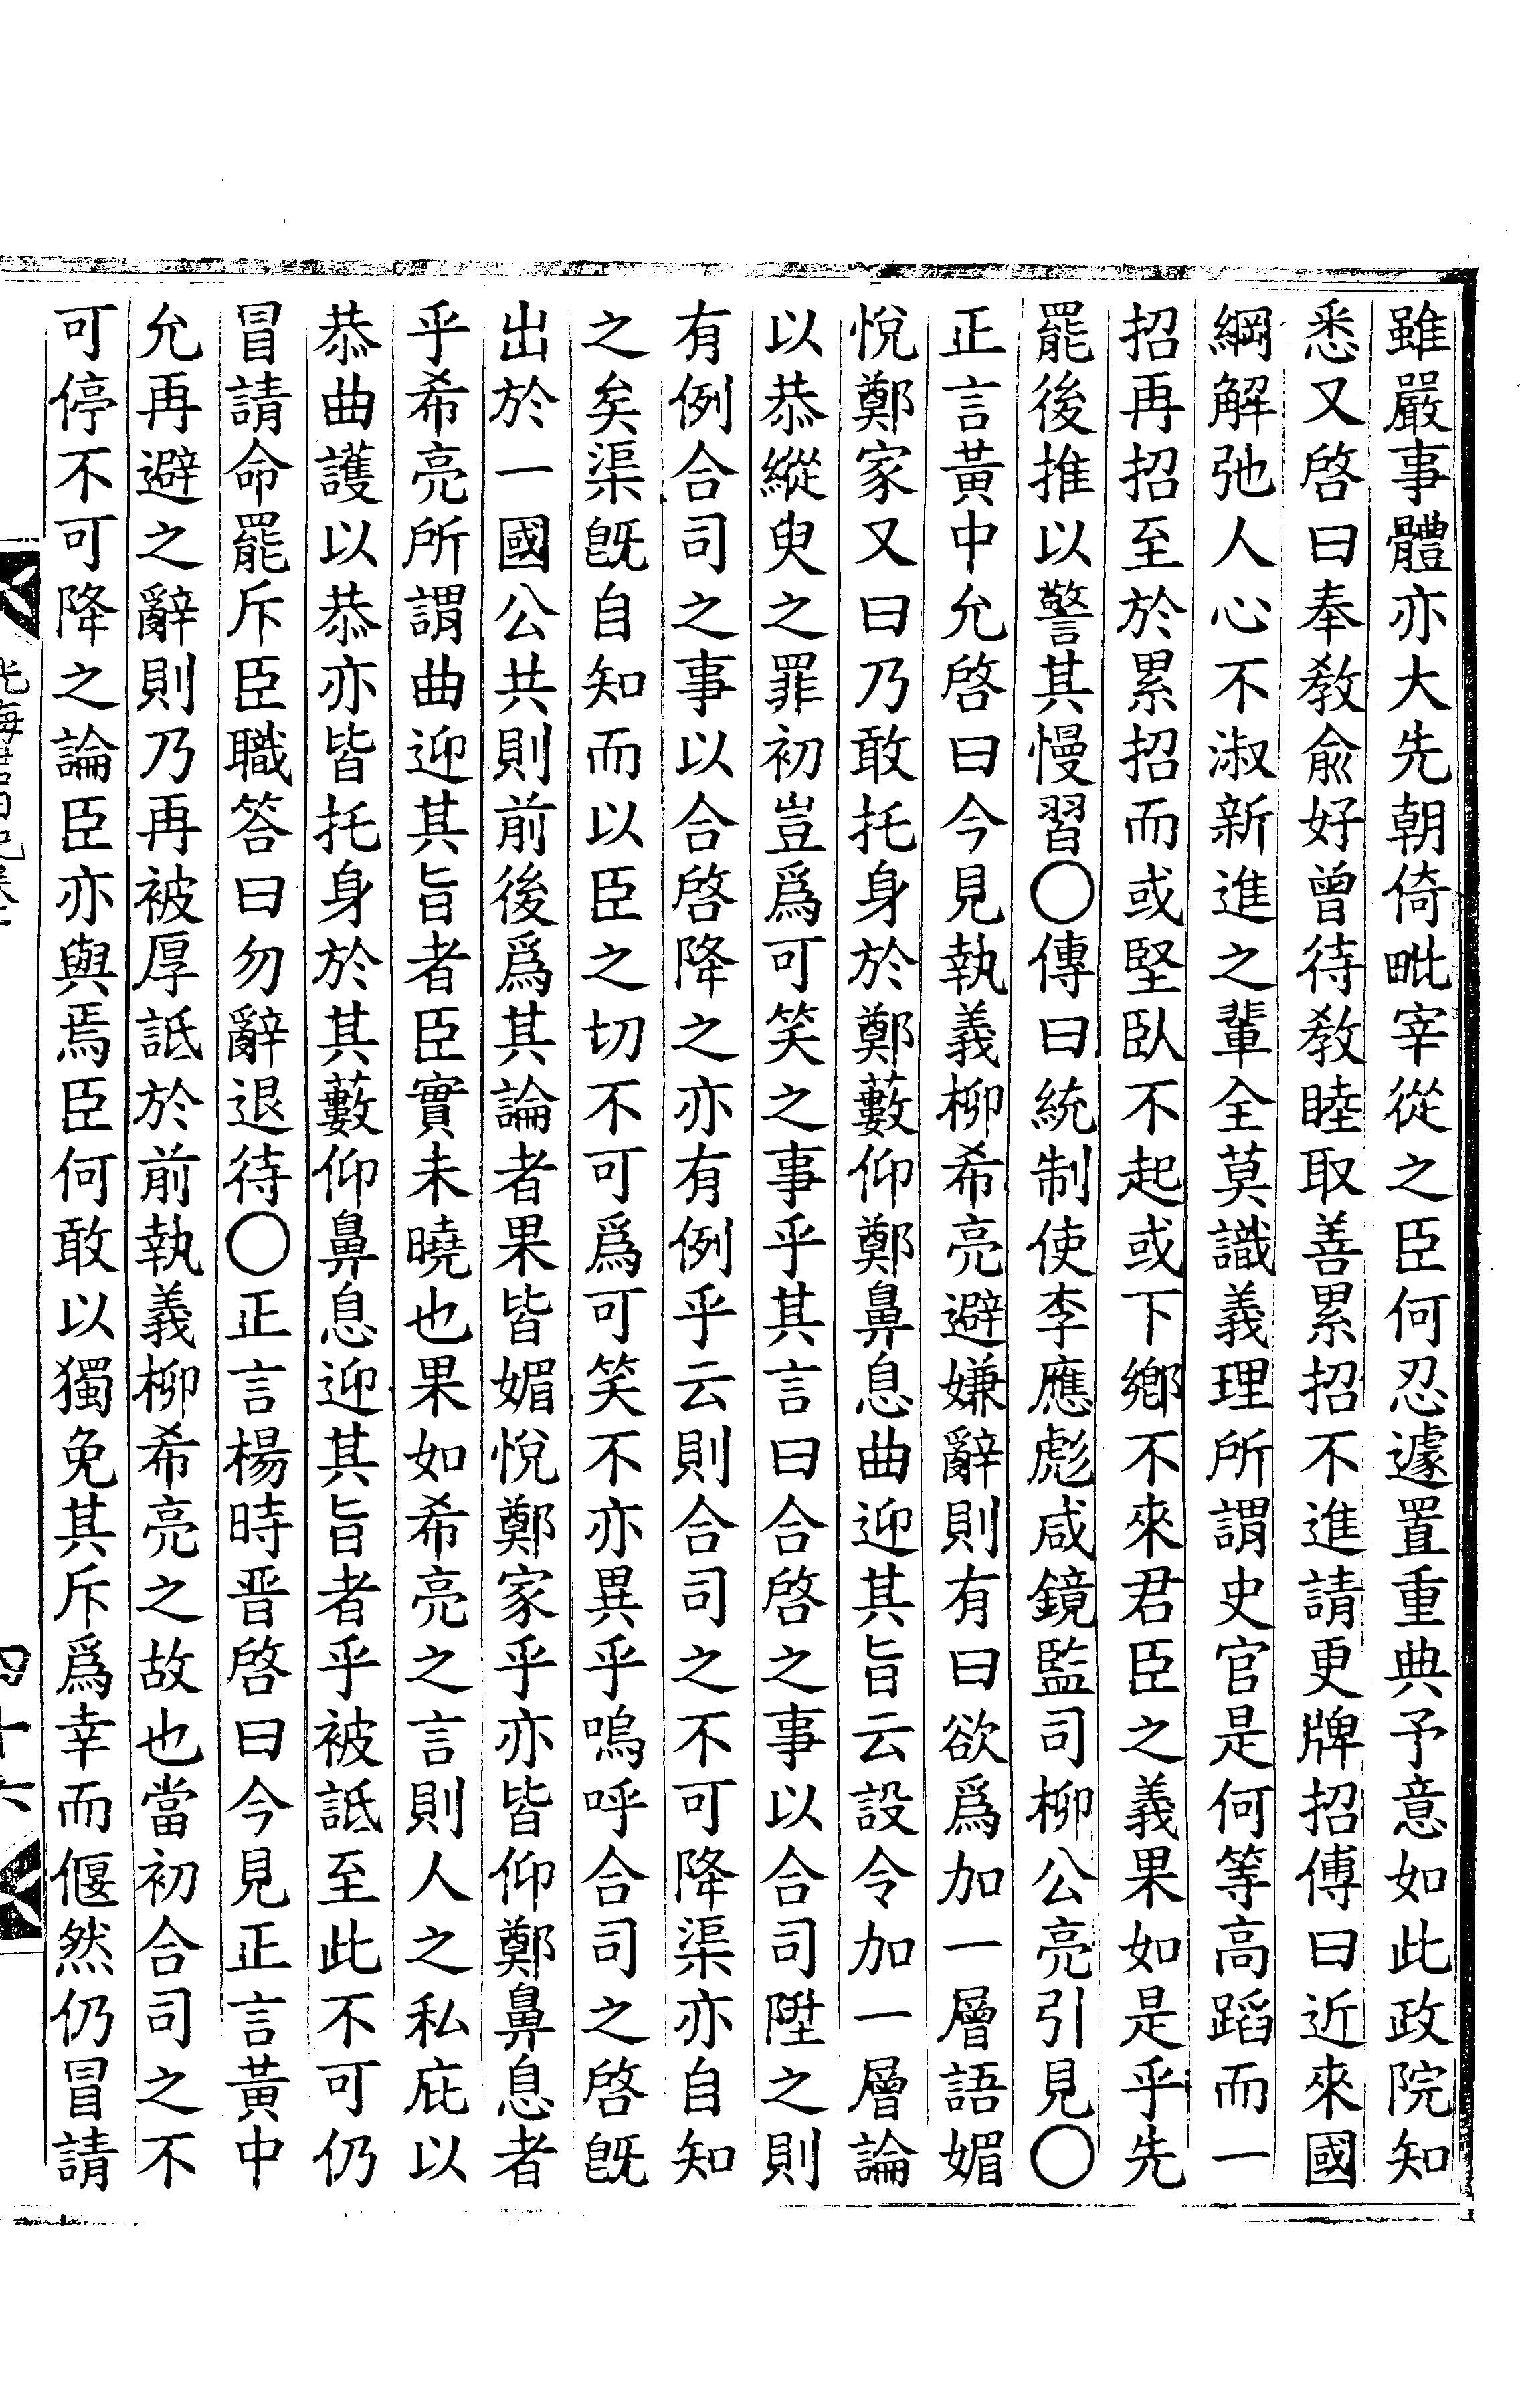 雖嚴事體亦大先朝倚毗宰從之臣何忍遽置重典予意如此政院知
悉又啓曰奉敎兪好曾待敎睦取善累招不進請更牌招傳曰近來國
綱解弛人心不淑新進之輩全莫識義理所謂史官是何等高蹈而一
招再招至於累招而或堅臥不起或下鄕不來君臣之義果如是乎先
罷後推以警其慢習○傳曰統制使李應彪咸鏡監司柳公亮引見○
正言黃中允啓曰今見執義柳希亮避嫌辭則有曰欲爲加一層語媚
悅鄭家又曰乃敢托身於鄭藪仰鄭鼻息曲迎其旨云設令加一層論
以恭縱臾之罪初豈爲可笑之事乎其言曰合啓之事以合司陞之則
有例合司之事以合啓降之亦有例乎云則合司之不可降渠亦自知
之矣渠旣自知而以臣之切不可爲可笑不亦異乎嗚呼合司之啓旣
出於一國公共則前後爲其論者果皆媚悅鄭家乎亦皆仰鄭鼻息者
乎希亮所謂曲迎其旨者臣實未曉也果如希亮之言則人之私庇以
恭曲護以恭亦皆托身於其藪仰鼻息迎其旨者乎被詆至此不可仍
冒請命罷斥臣職答曰勿辭退待○正言楊時晋啓曰今見正言黃中
允再避之辭則乃再被厚詆於前執義柳希亮之故也當初合司之不
可停不可降之論臣亦與焉臣何敢以獨免其斥爲幸而偃然仍冒請